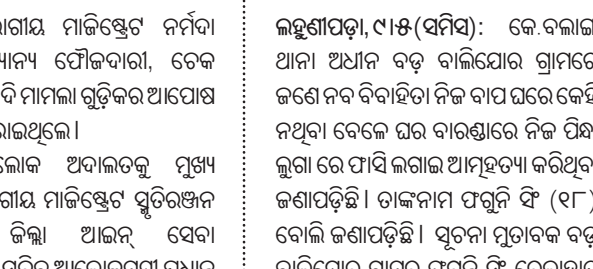 ମାଜିଷ୍ଟ୍ରେଟ ନର୍ମଦା
ଫୌଜଦାରୀ, ଚେକ
ମାମଲା ଗୁଡ଼ିକର ଆପୋଷ
ଲୋକ ଅଦାଲତକୁ ମୁଖ୍ୟ
ମାଜିଷ୍ଟ୍ରେଟ ସ୍ମୃତିରଞ୍ଜନ
ଜିଲ୍ଲା ଆଇନ୍ ସେବା
ଲହୁଣୀପଡ଼ା,୯।୫(ସମିସ): କେ.ବଲାଇ
ଥାନା ଅଧୀନ ବଡ଼ ବାଲିଯୋର ଗ୍ରାମରେ
ଜଣେ ନବ ବିବାହିତା ନିଜ ବାପ ଘରେ କେହି
ନଥିବା ବେଳେ ଘର ବାରଣ୍ଡାରେ ନିଜ ପିନ୍ଧା
ଲୁଗା ରେ ଫାସି ଲଗାଇ ଆତ୍ମହତ୍ୟା କରିଥିବା
ଜଣାପଡ଼ିଛି। ତାଙ୍କନାମ ଫଗୁନି ସିଂ (୧୮)
ବୋଲି ଜଣାପଡ଼ିଛି। ସୂଚନା ମୁତାବକ ବଡ଼